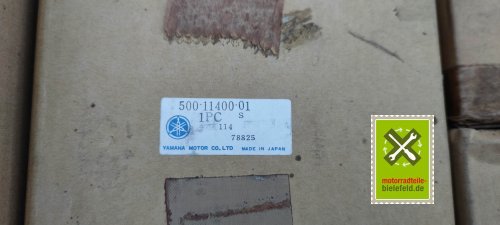 500-11400-01
1PC S
114
78825
YAMAHA MOTOR CO.,LTD MADE IN JAPAN
motorradteile
bielefeld.de